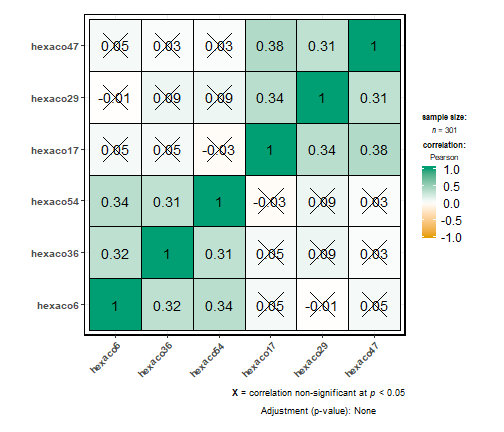 hexaco47 0.05 0.03 0.03 0.38 0.31 1
hexaco29 -0.01 0.09 0.09 0.34 1 0.31
hexaco17 0.05 0.05 -0.03 1 0.34 0.38
hexaco54 0.34 0.31 1 -0.03 0.09 0.03
hexaco36 0.32 1 0.31 0.05 0.09 0.03
hexaco6 1 0.32 0.34 0.05 -0.01 0.05
hexaco6 hexaco36 hexaco54 hexaco17 hexaco29 hexaco47
sample size:
n = 301
correlation:
Pearson
1.0
0.5
0.0
-0.5
-1.0
X = correlation non-significant at p < 0.05
Adjustment (p-value): None